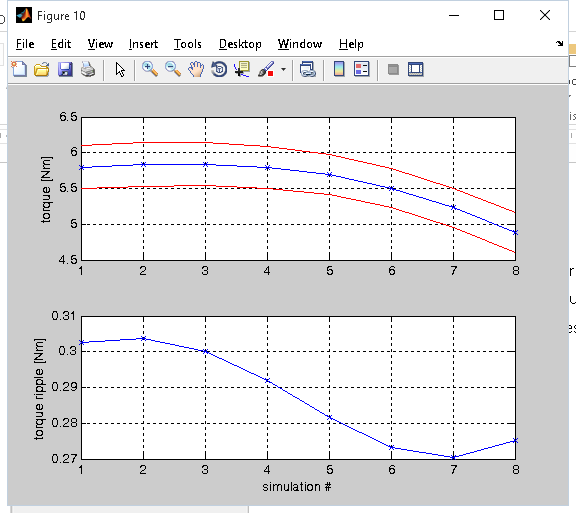 Figure 10
File Edit View Insert Tools Desktop Window Help
6.5
6
5.5
5
4.5
torque [Nm]
1 2 3 4 5 6 7 8
0.31
0.3
0.29
0.28
0.27
torque ripple [Nm]
1 2 3 4 5 6 7 8
simulation #